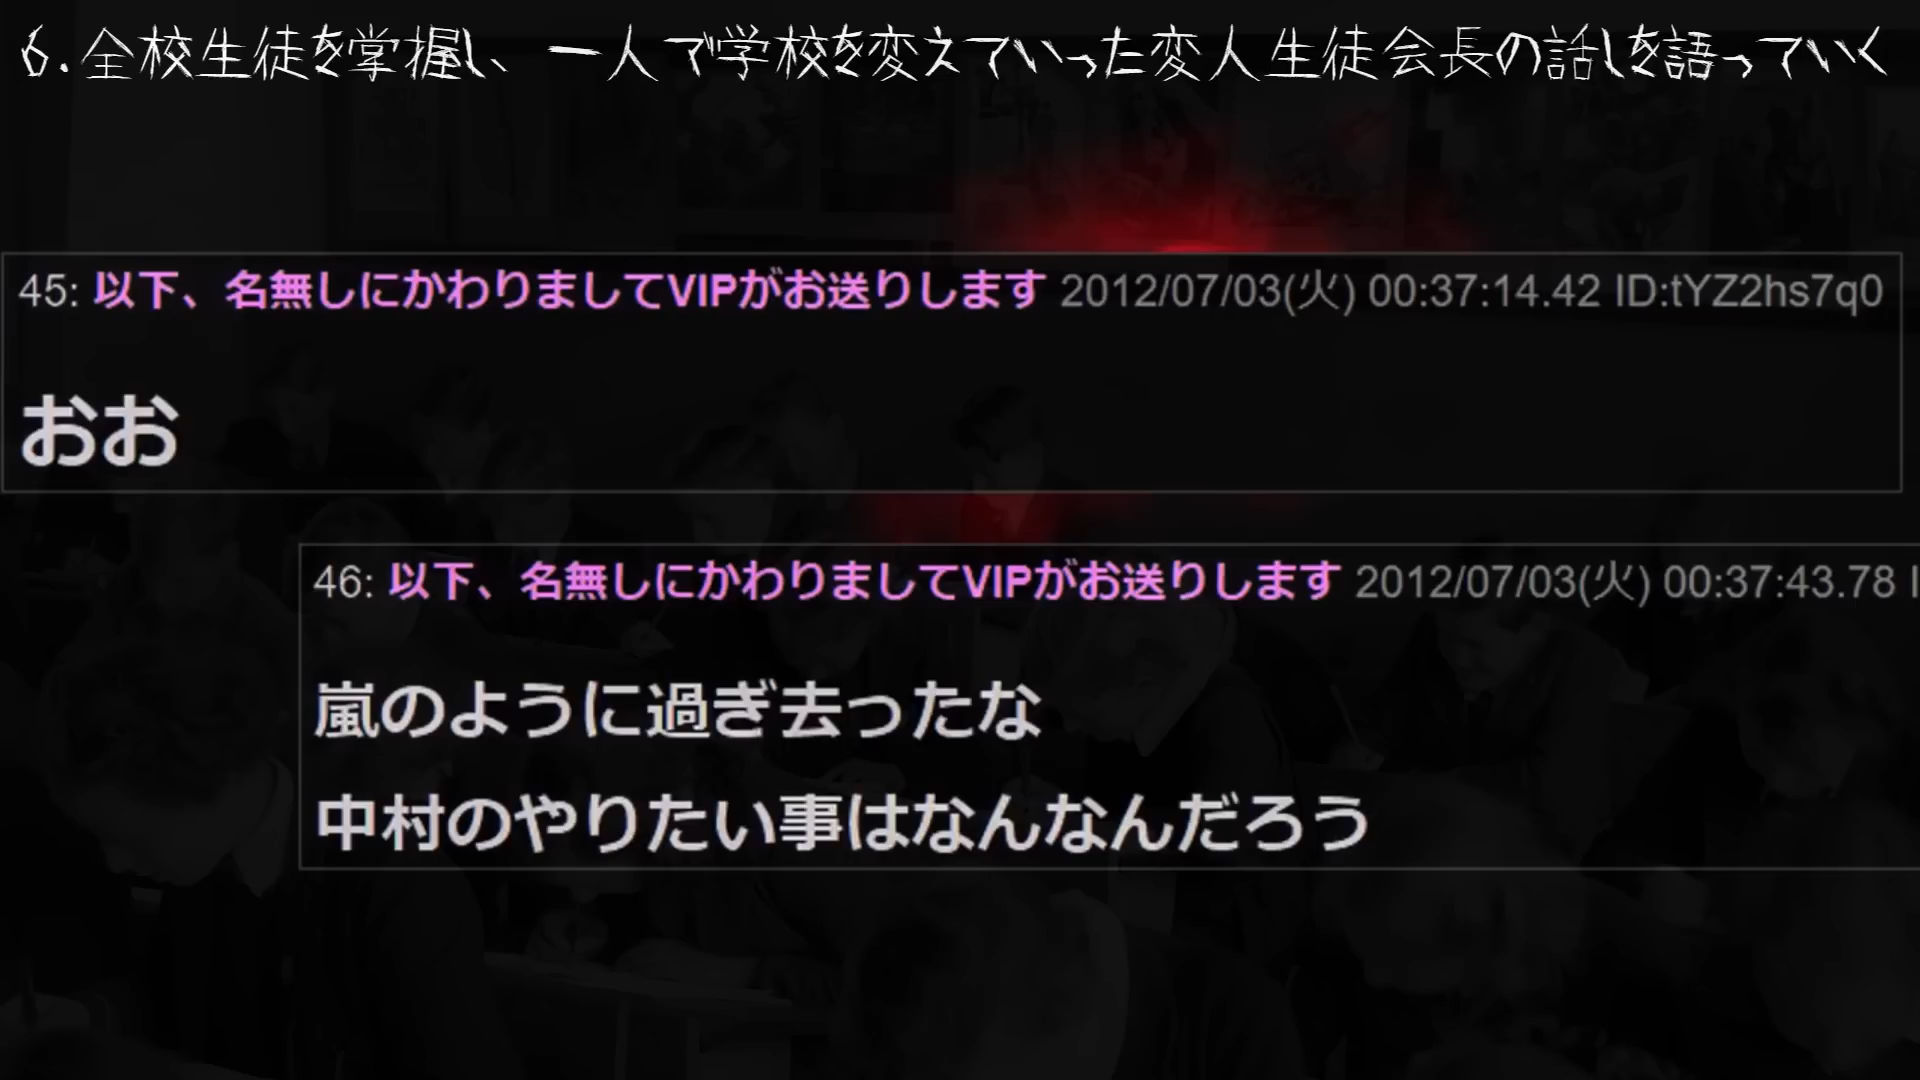 6.全校生徒を掌握し、一人で学校を変えていった変人生徒会長の話しを語っていく
45: 以下、名無しにかわりましてVIPがお送りします 2012/07/03(火) 00:37:14.42 ID:tYZ2hs7q0
おお
46: 以下、名無しにかわりましてVIPがお送りします 2012/07/03(火) 00:37:43.78 I
嵐のように過ぎ去ったな
中村のやりたい事はなんなんだろう